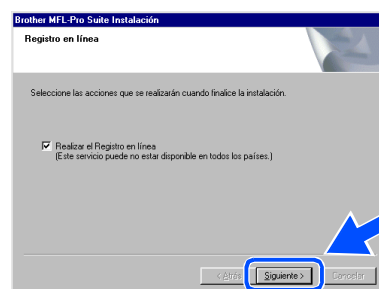 Brother MFL-Pro Suite Instalación
Registro en línea
Seleccione las acciones que se realizarán cuando finalice la instalación.
Realizar el Registro en línea
(Este servicio puede no estar disponible en todos los países.)
< Atrás
Siguiente >
Cancelar